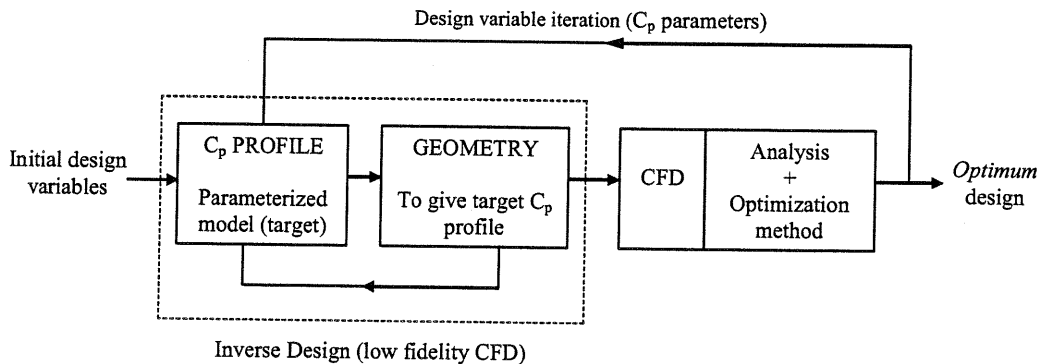 Design variable iteration (Cp parameters)
Initial design
variables
Cp PROFILE
Parameterized
model (target)
GEOMETRY
To give target Cp
profile
CFD
Analysis
+
Optimization
method
Optimum
design
Inverse Design (low fidelity CFD)